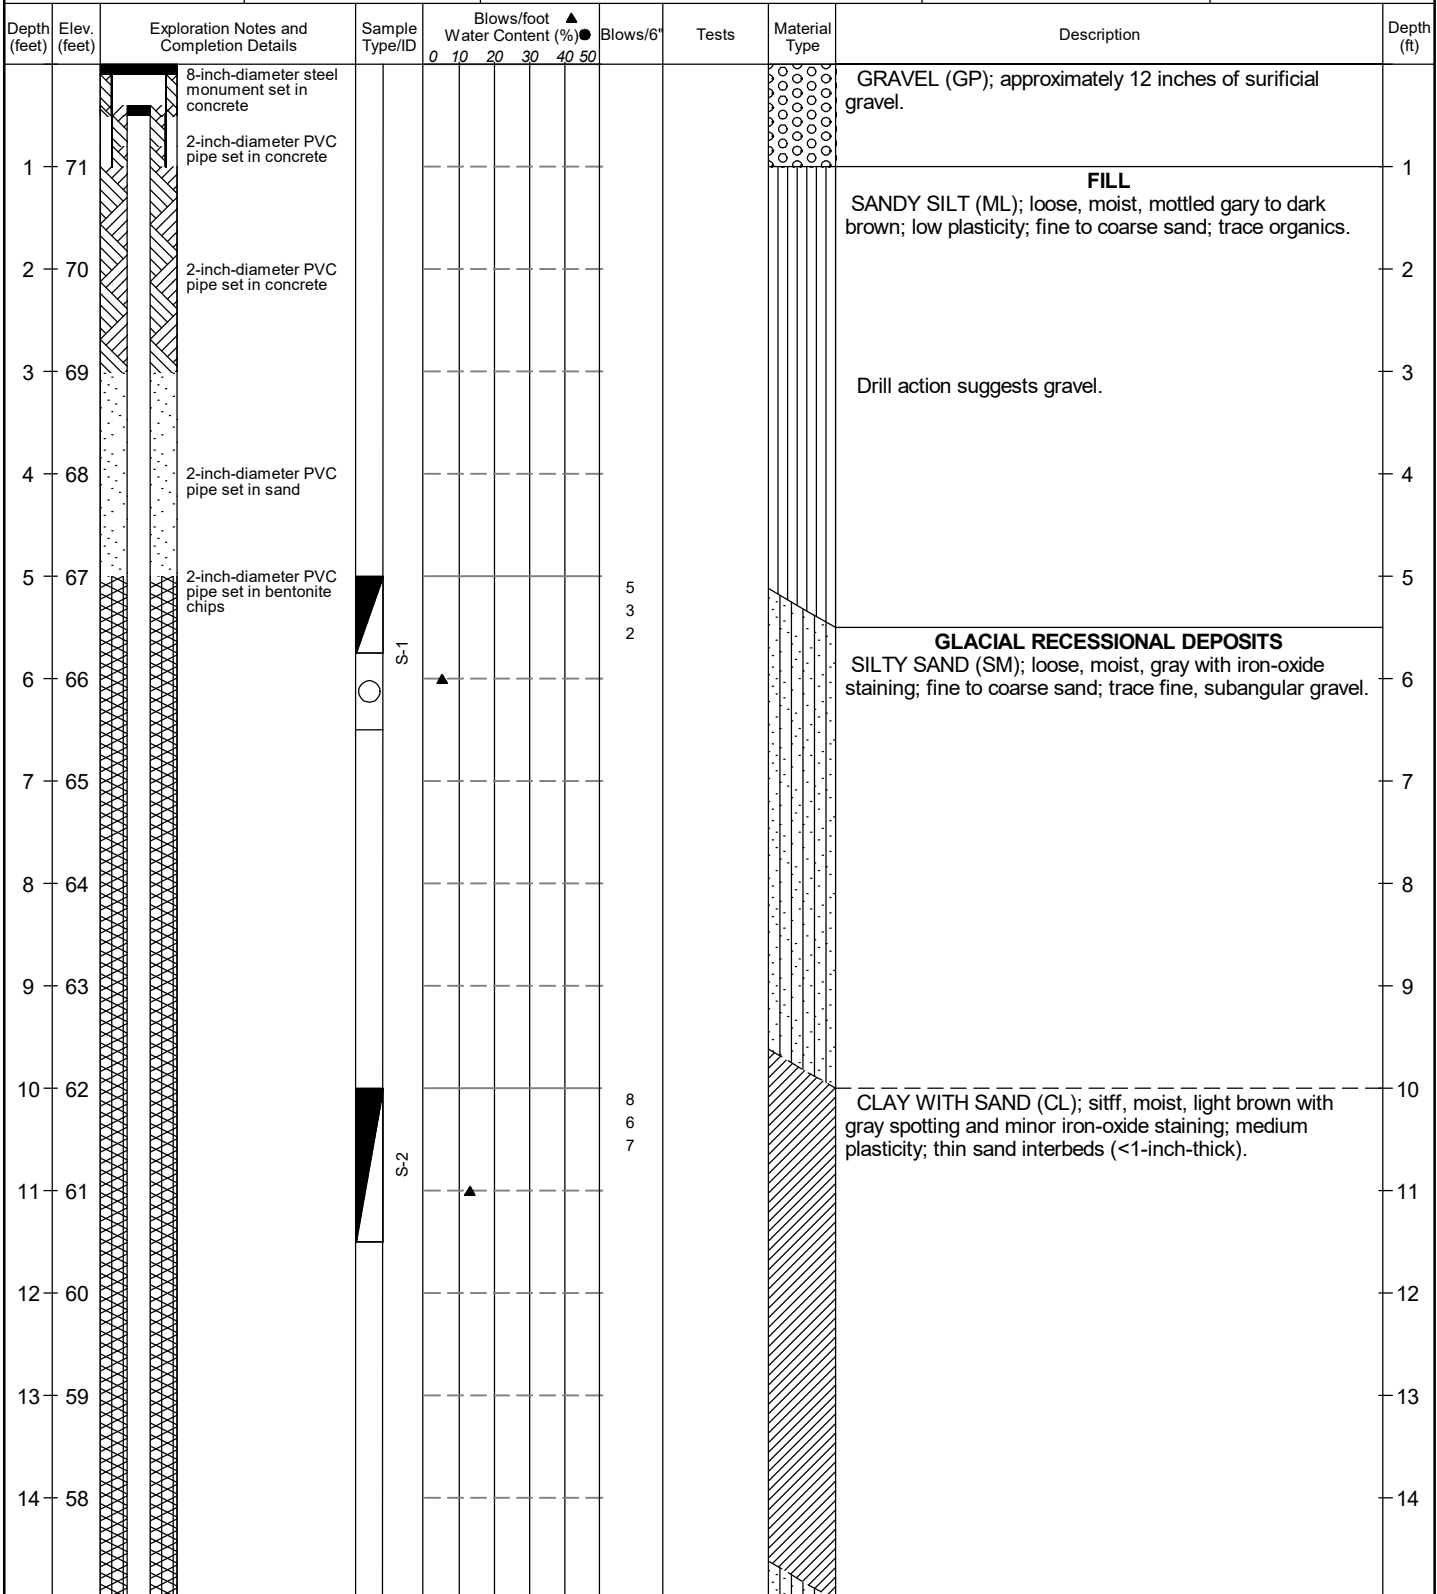 Depth
(feet)
Elev.
(feet)
Exploration Notes and
Completion Details
Sample
Type/ID
Blows/foot
Water Content (%)
0 10 20 30 40 50
Blows/6"
Tests
Material
Type
Description
Depth
(ft)
8-inch-diameter steel
monument set in
concrete
GRAVEL (GP); approximately 12 inches of surificial
gravel.
2-inch-diameter PVC
pipe set in concrete
1 71 1
FILL
SANDY SILT (ML); loose, moist, mottled gary to dark
brown; low plasticity; fine to coarse sand; trace organics.
2 70 2
2-inch-diameter PVC
pipe set in concrete
3 69 3
Drill action suggests gravel.
4 68 4
2-inch-diameter PVC
pipe set in sand
5 67 5
2-inch-diameter PVC
pipe set in bentonite
chips
5
3
2
S-1
GLACIAL RECESSIONAL DEPOSITS
SILTY SAND (SM); loose, moist, gray with iron-oxide
staining; fine to coarse sand; trace fine, subangular gravel.
6 66 6
7 65 7
8 64 8
9 63 9
10 62 10
8
6
7
S-2
CLAY WITH SAND (CL); sitff, moist, light brown with
gray spotting and minor iron-oxide staining; medium
plasticity; thin sand interbeds (<1-inch-thick).
11 61 11
12 60 12
13 59 13
14 58 14